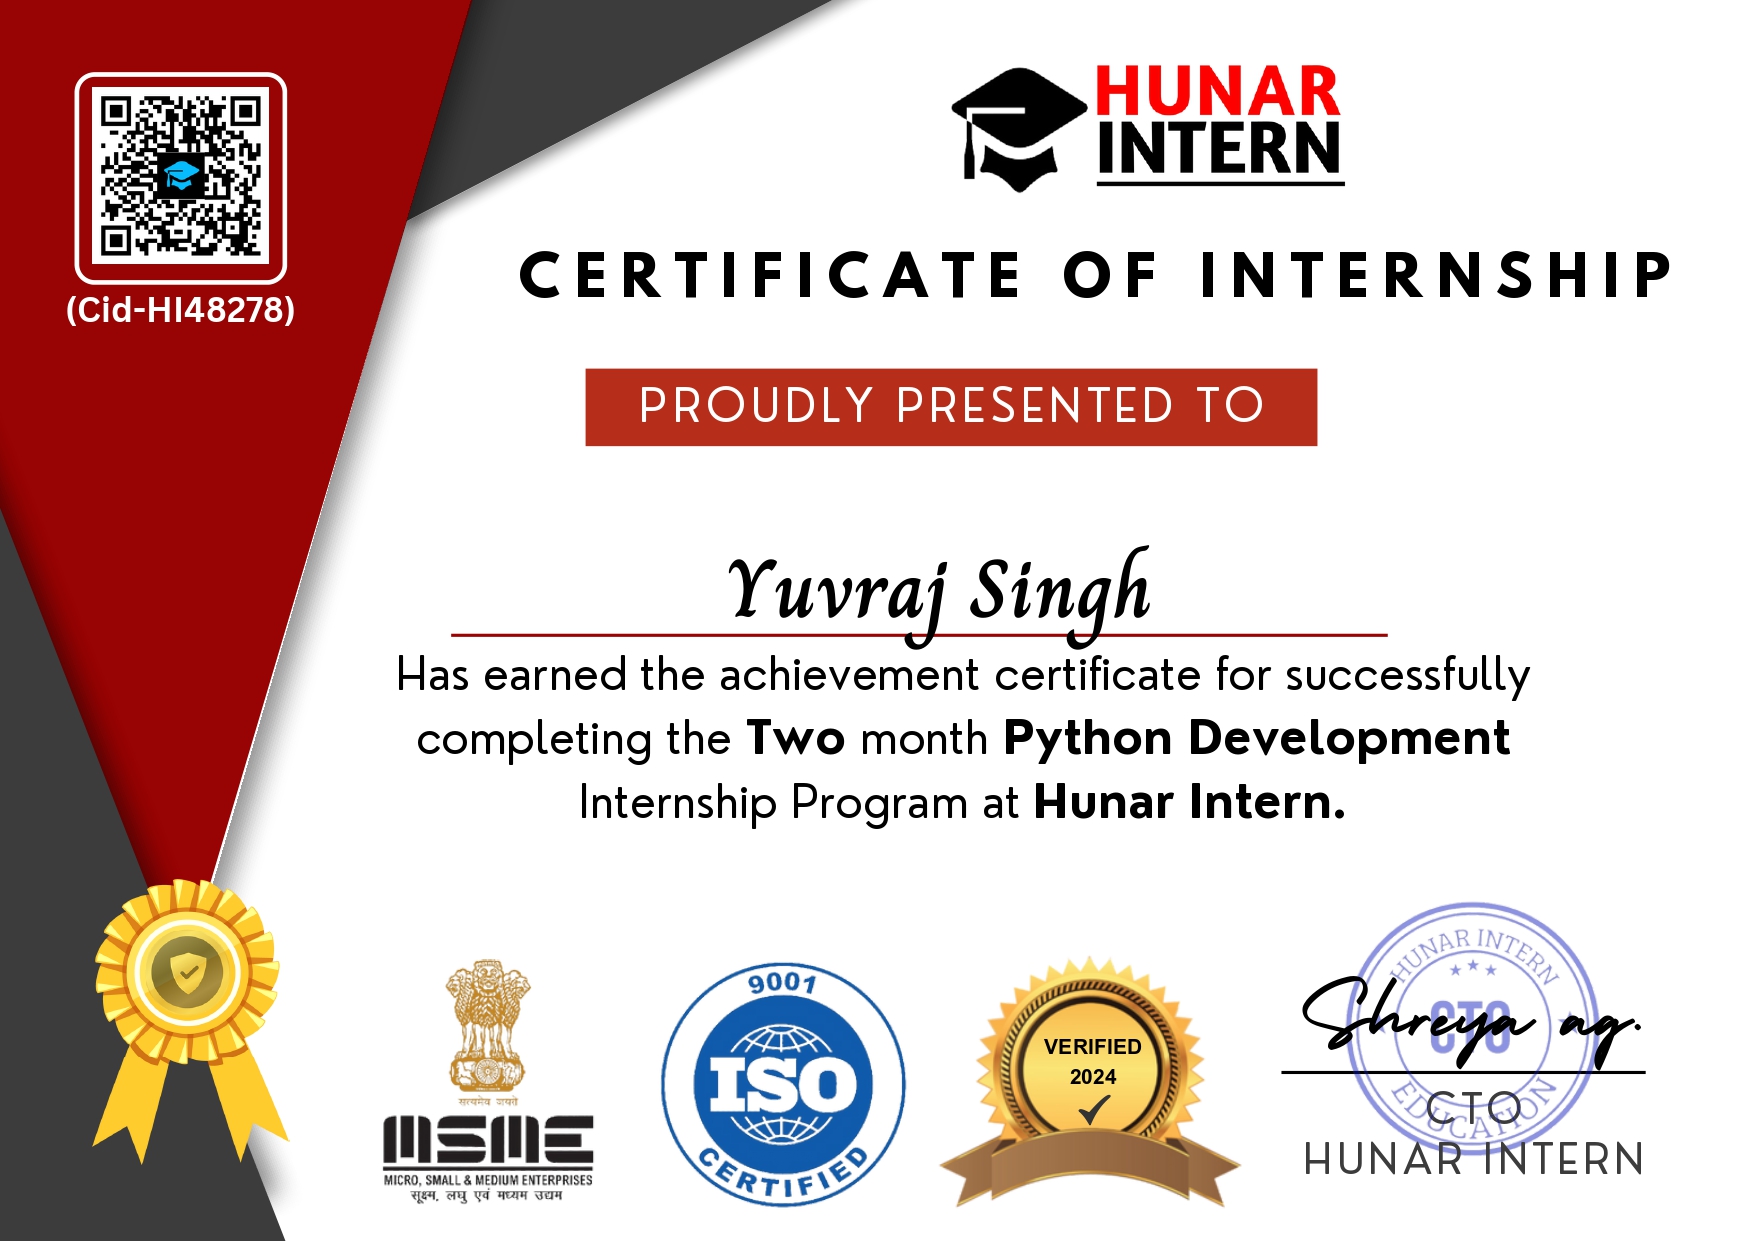 HUNAR
INTERN
(Cid-HI48278)
CERTIFICATE OF INTERNSHIP
PROUDLY PRESENTED TO
Yuvraj Singh
Has earned the achievement certificate for successfully
completing the Two month Python Development
Internship Program at Hunar Intern.
सत्यमेव जयते
MSME
MICRO, SMALL & MEDIUM ENTERPRISES
सूक्ष्म, लघु एवं मध्यम उद्यम
9001
ISO
CERTIFIED
VERIFIED
2024
HUNAR INTERN
CTO
EDUCATION
Shreya ag.
CTO
HUNAR INTERN